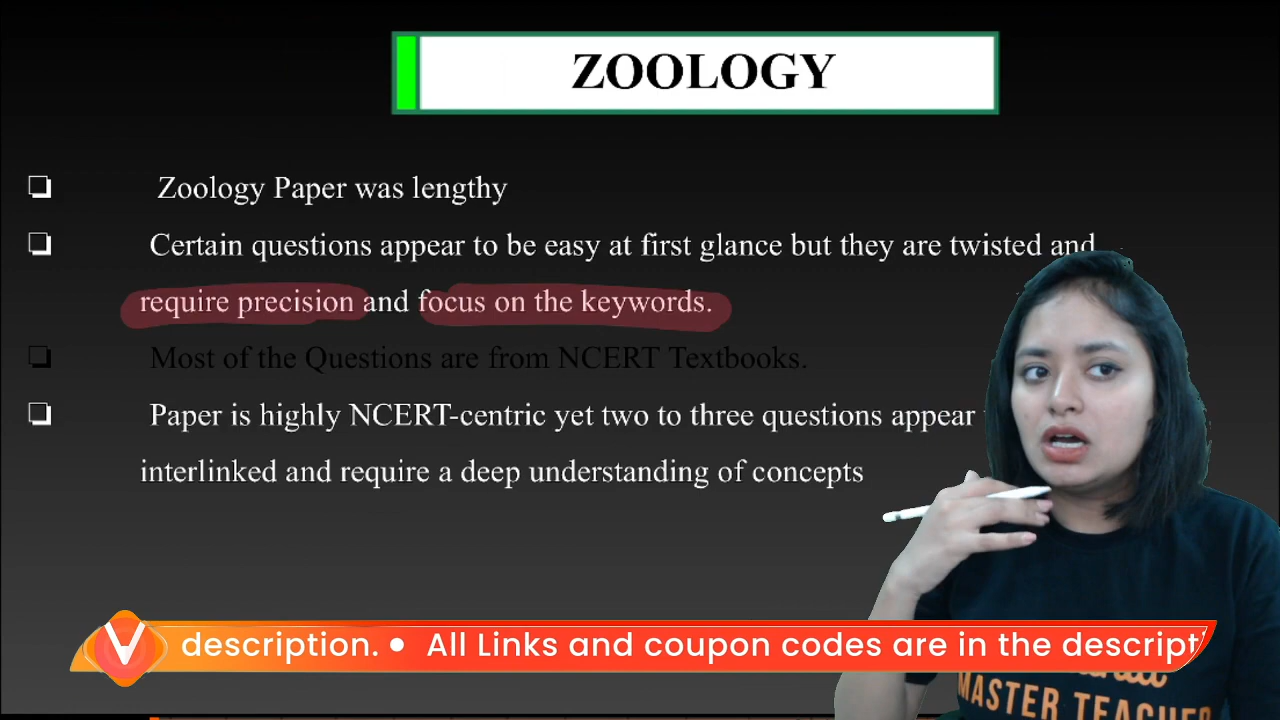 ZOOLOGY
Zoology Paper was lengthy
Certain questions appear to be easy at first glance but they are twisted and
require precision and focus on the keywords.
Most of the Questions are from NCERT Textbooks.
Paper is highly NCERT-centric yet two to three questions appear
interlinked and require a deep understanding of concepts
V description. • All Links and coupon codes are in the descript
MASTER TEACHER